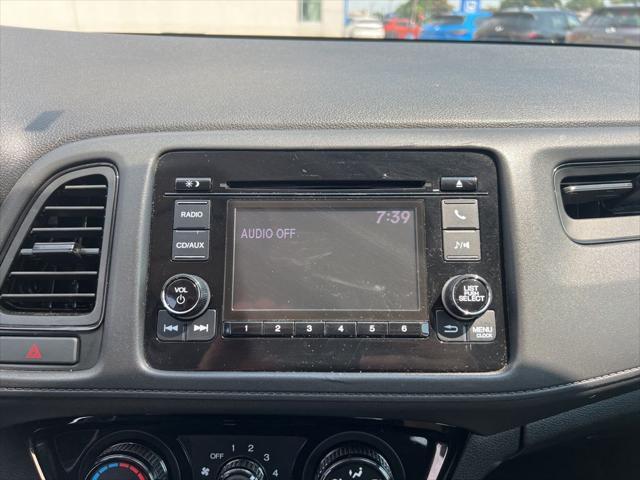 RADIO
CD/AUX
VOL
AUDIO OFF
7:39
LIST
PUSH
SELECT
MENU
CLOCK
1 2 3 4 5 6
OFF 1 2 3 4